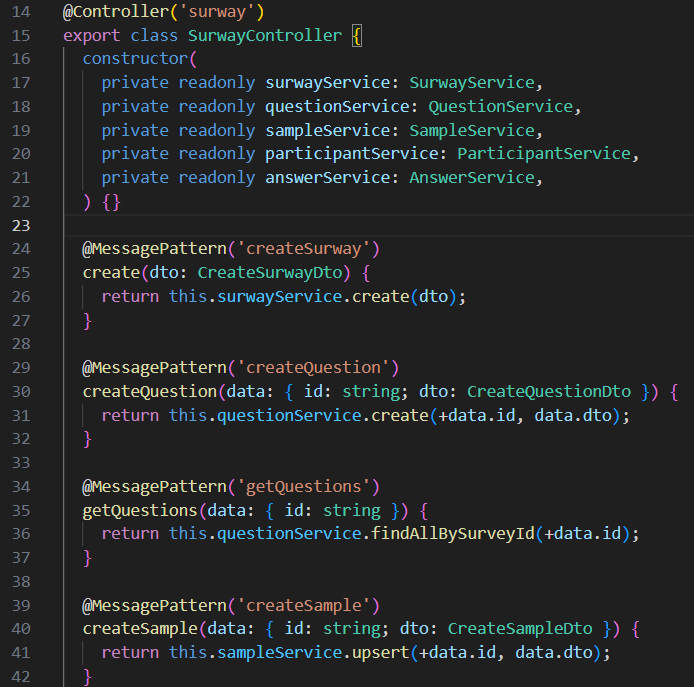 14 @Controller('surway')
15 export class SurwayController {
16 constructor(
17 private readonly surwayService: SurwayService,
18 private readonly questionService: QuestionService,
19 private readonly sampleService: SampleService,
20 private readonly participantService: ParticipantService,
21 private readonly answerService: AnswerService,
22 ) {}
23
24 @MessagePattern('createSurway')
25 create(dto: CreateSurwayDto) {
26 return this.surwayService.create(dto);
27 }
28
29 @MessagePattern('createQuestion')
30 createQuestion(data: { id: string; dto: CreateQuestionDto }) {
31 return this.questionService.create(+data.id, data.dto);
32 }
33
34 @MessagePattern('getQuestions')
35 getQuestions(data: { id: string }) {
36 return this.questionService.findAllBySurveyId(+data.id);
37 }
38
39 @MessagePattern('createSample')
40 createSample(data: { id: string; dto: CreateSampleDto }) {
41 return this.sampleService.upsert(+data.id, data.dto);
42 }